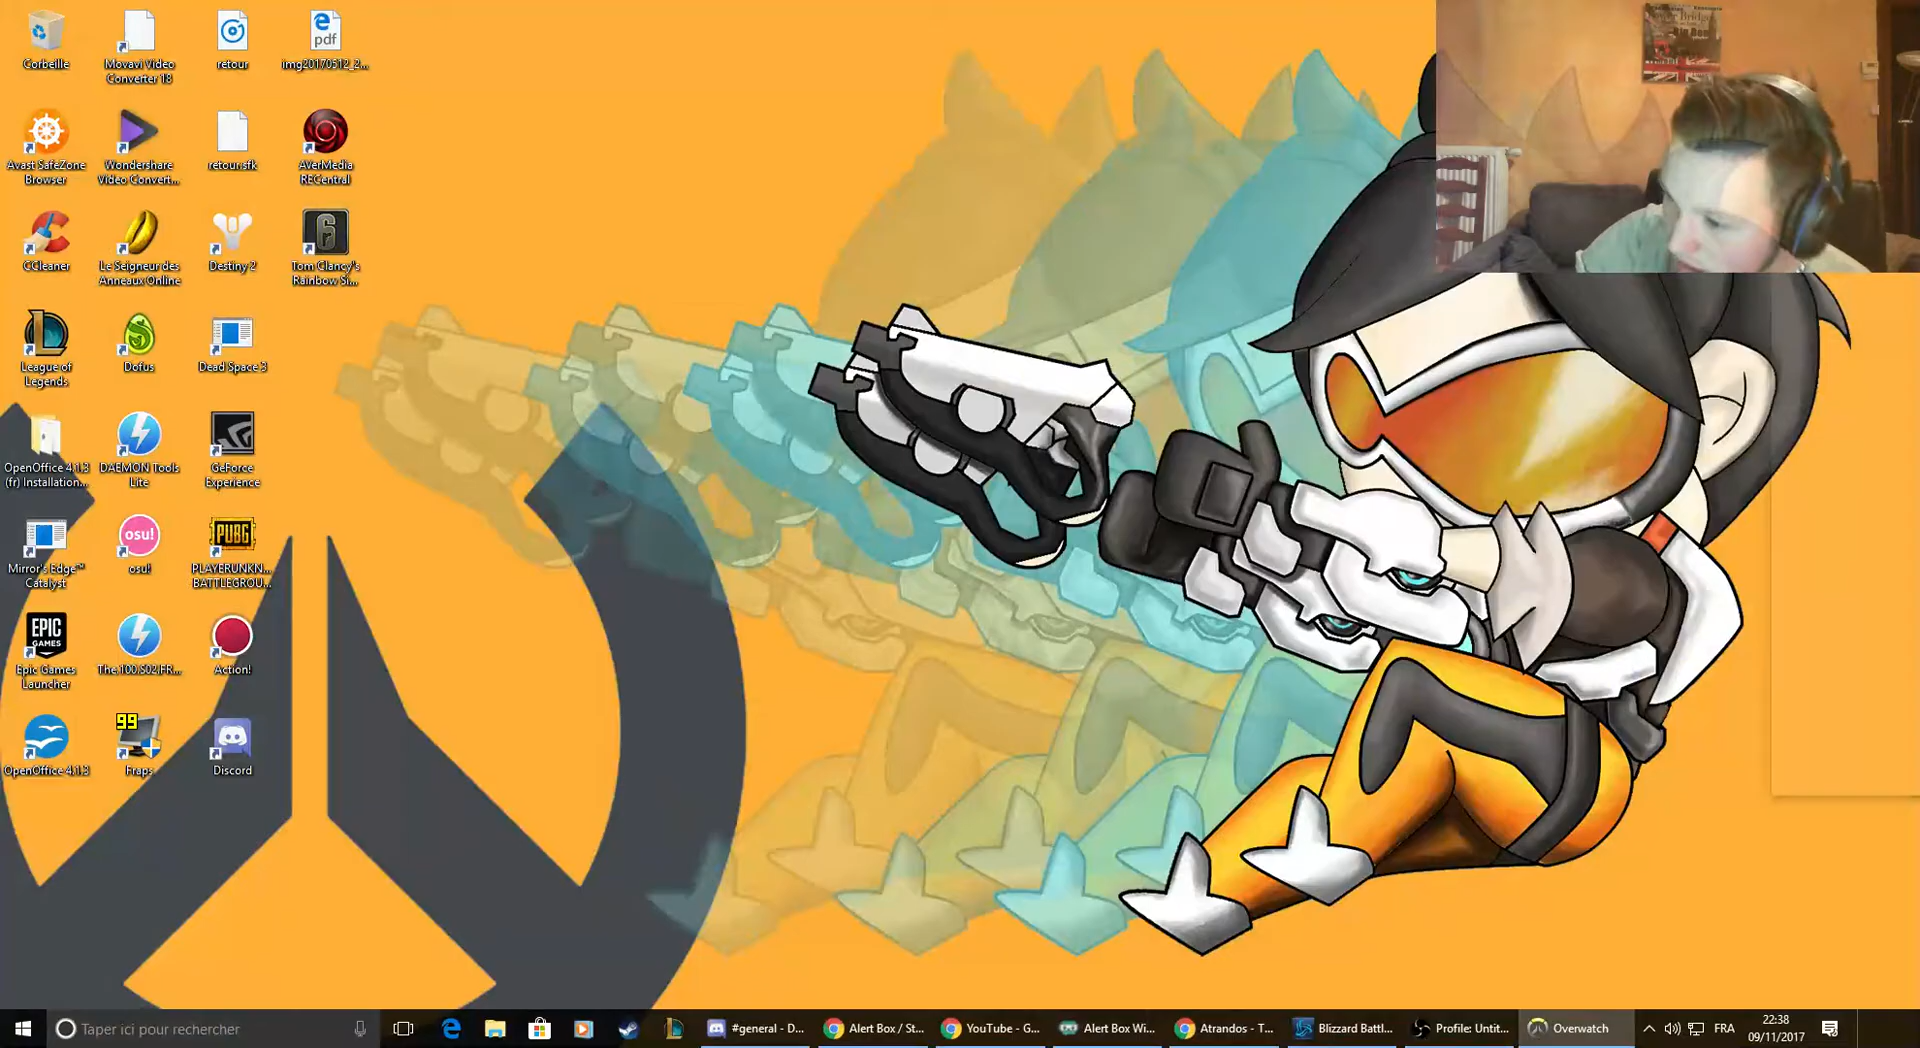 Corbeille
Movavi Video
Converter 18
retour
pdf
img20170512_2...
Avast SafeZone
Browser
Wondershare
Video Convert...
retour.sfk
AVerMedia
RECentral
CCleaner
Le Seigneur des
Anneaux Online
Destiny 2
6
Tom Clancy's
Rainbow Si...
League of
Legends
Dofus
Dead Space 3
OpenOffice 4.1.3
(fr) Installation...
DAEMON Tools
Lite
GeForce
Experience
Mirror's Edge™
Catalyst
osu!
osu!
PUBG
PLAYERUNKN...
BATTLEGROU...
EPIC
GAMES
Epic Games
Launcher
The.100.S02.FR...
Action!
OpenOffice 4.1.3
99
Fraps
Discord
Taper ici pour rechercher
#general - D...
Alert Box / St...
YouTube - G...
Alert Box Wi...
Atrandos - T...
Blizzard Battl...
Profile: Untit...
Overwatch
FRA
22:38
09/11/2017